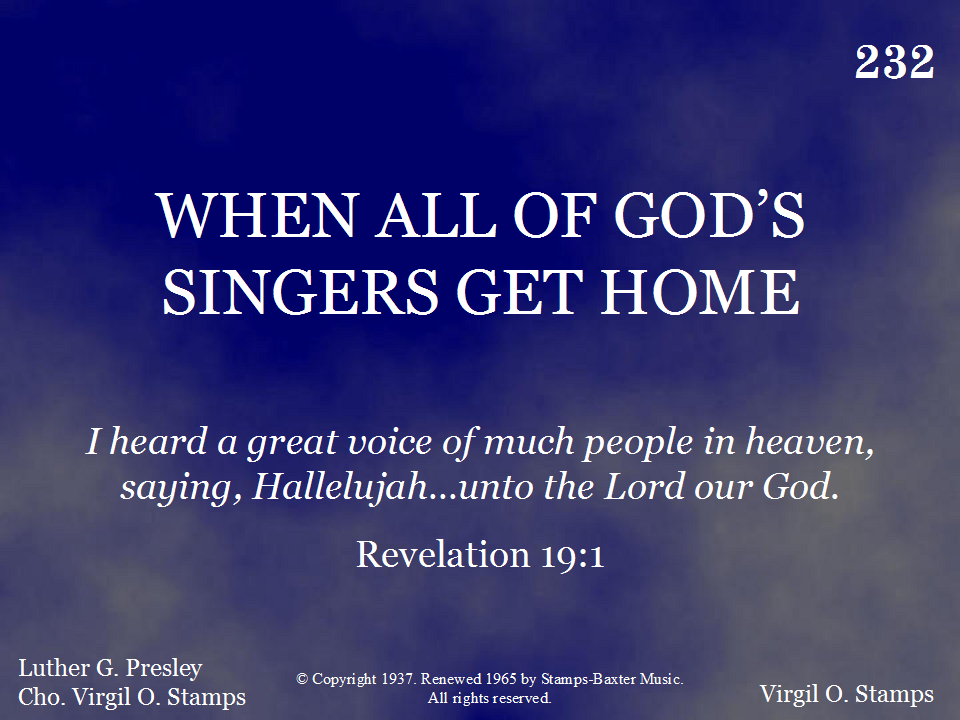 232
WHEN ALL OF GOD’S
SINGERS GET HOME
I heard a great voice of much people in heaven,
saying, Hallelujah…unto the Lord our God.
Revelation 19:1
Luther G. Presley
Cho. Virgil O. Stamps
© Copyright 1937. Renewed 1965 by Stamps-Baxter Music.
All rights reserved.
Virgil O. Stamps